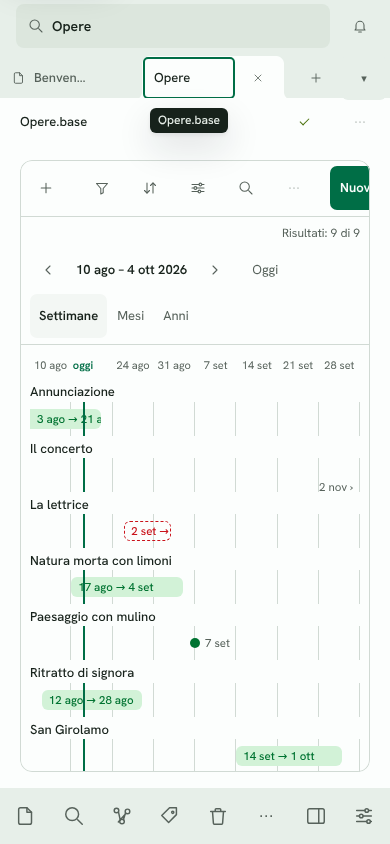 Opere
Benven...
Opere
Opere.base
Opere.base
Nuov
Risultati: 9 di 9
10 ago – 4 ott 2026
Oggi
Settimane Mesi Anni
10 ago oggi 24 ago 31 ago 7 set 14 set 21 set 28 set
Annunciazione
3 ago → 21 a
Il concerto
2 nov ›
La lettrice
2 set →
Natura morta con limoni
17 ago → 4 set
Paesaggio con mulino
7 set
Ritratto di signora
12 ago → 28 ago
San Girolamo
14 set → 1 ott